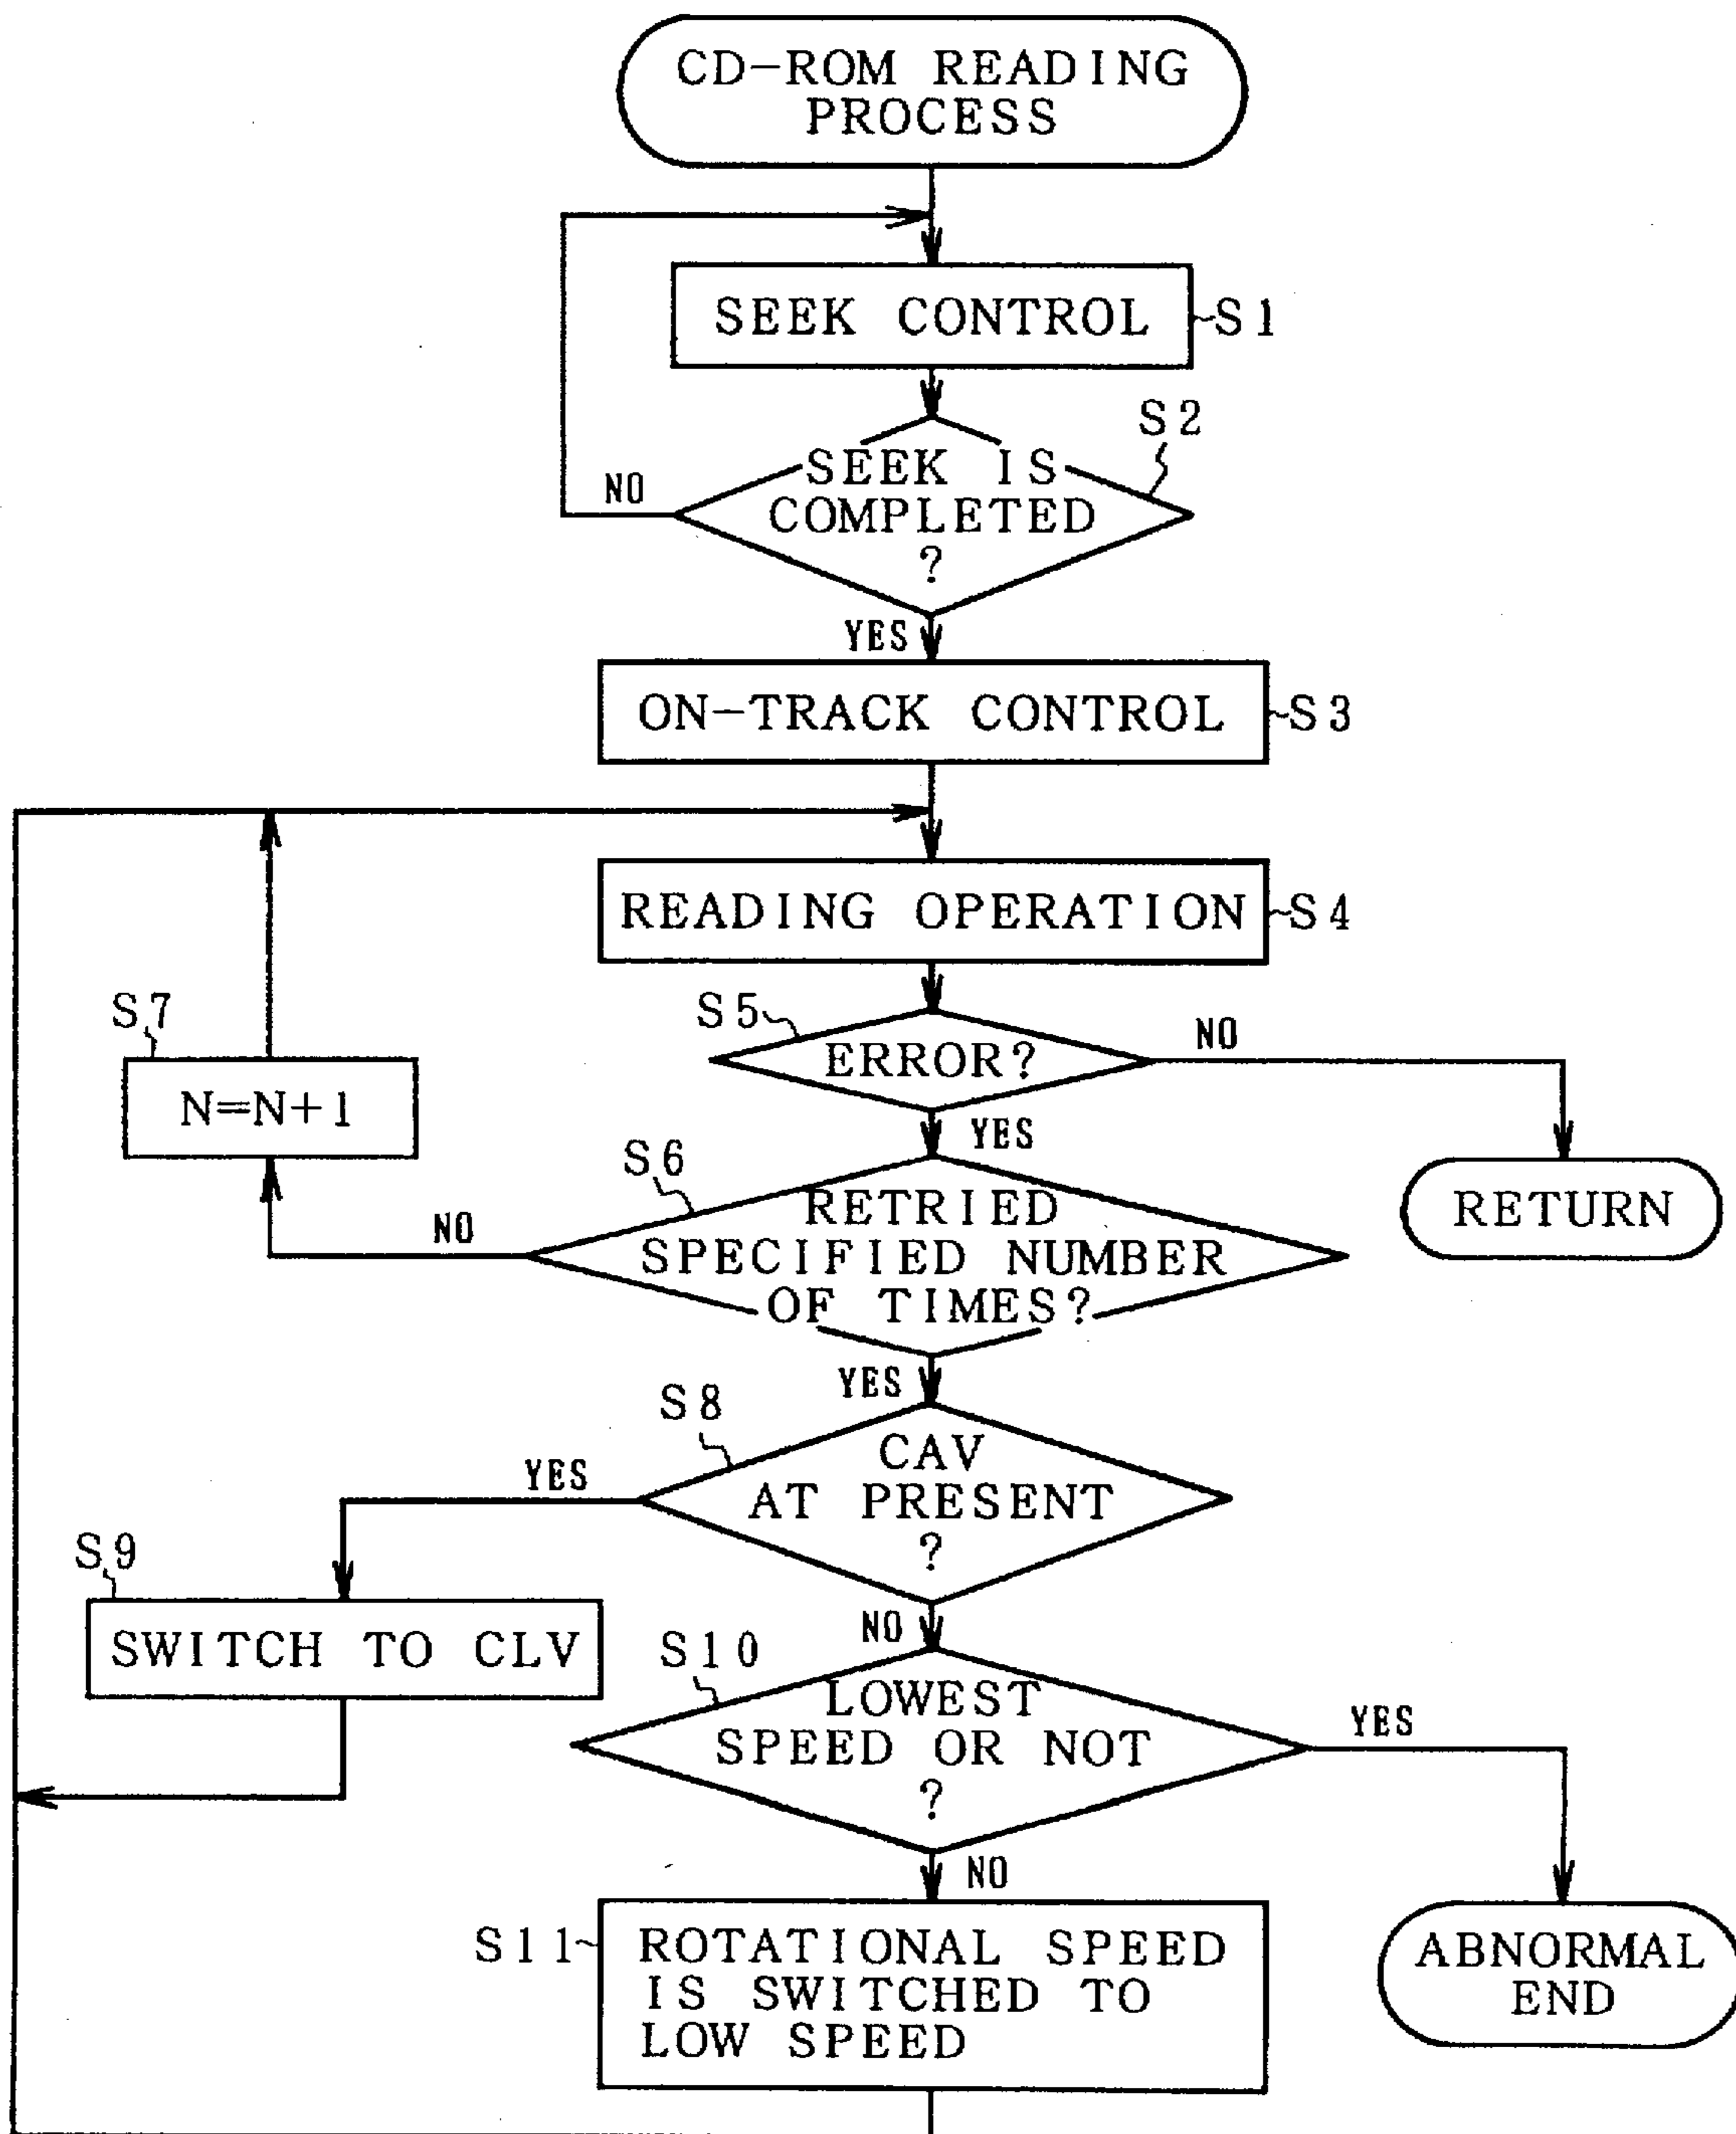 CD-ROM READING
PROCESS
SEEK CONTROL
S1
S2
SEEK IS
COMPLETED
?
NO
YES
ON-TRACK CONTROL
S3
READING OPERATION
S4
S5
ERROR?
NO
YES
S7
N=N+1
RETURN
S6
RETRIED
SPECIFIED NUMBER
OF TIMES?
NO
YES
S8
CAV
AT PRESENT
?
YES
NO
S9
SWITCH TO CLV
S10
LOWEST
SPEED OR NOT
?
YES
NO
S11
ROTATIONAL SPEED
IS SWITCHED TO
LOW SPEED
ABNORMAL
END